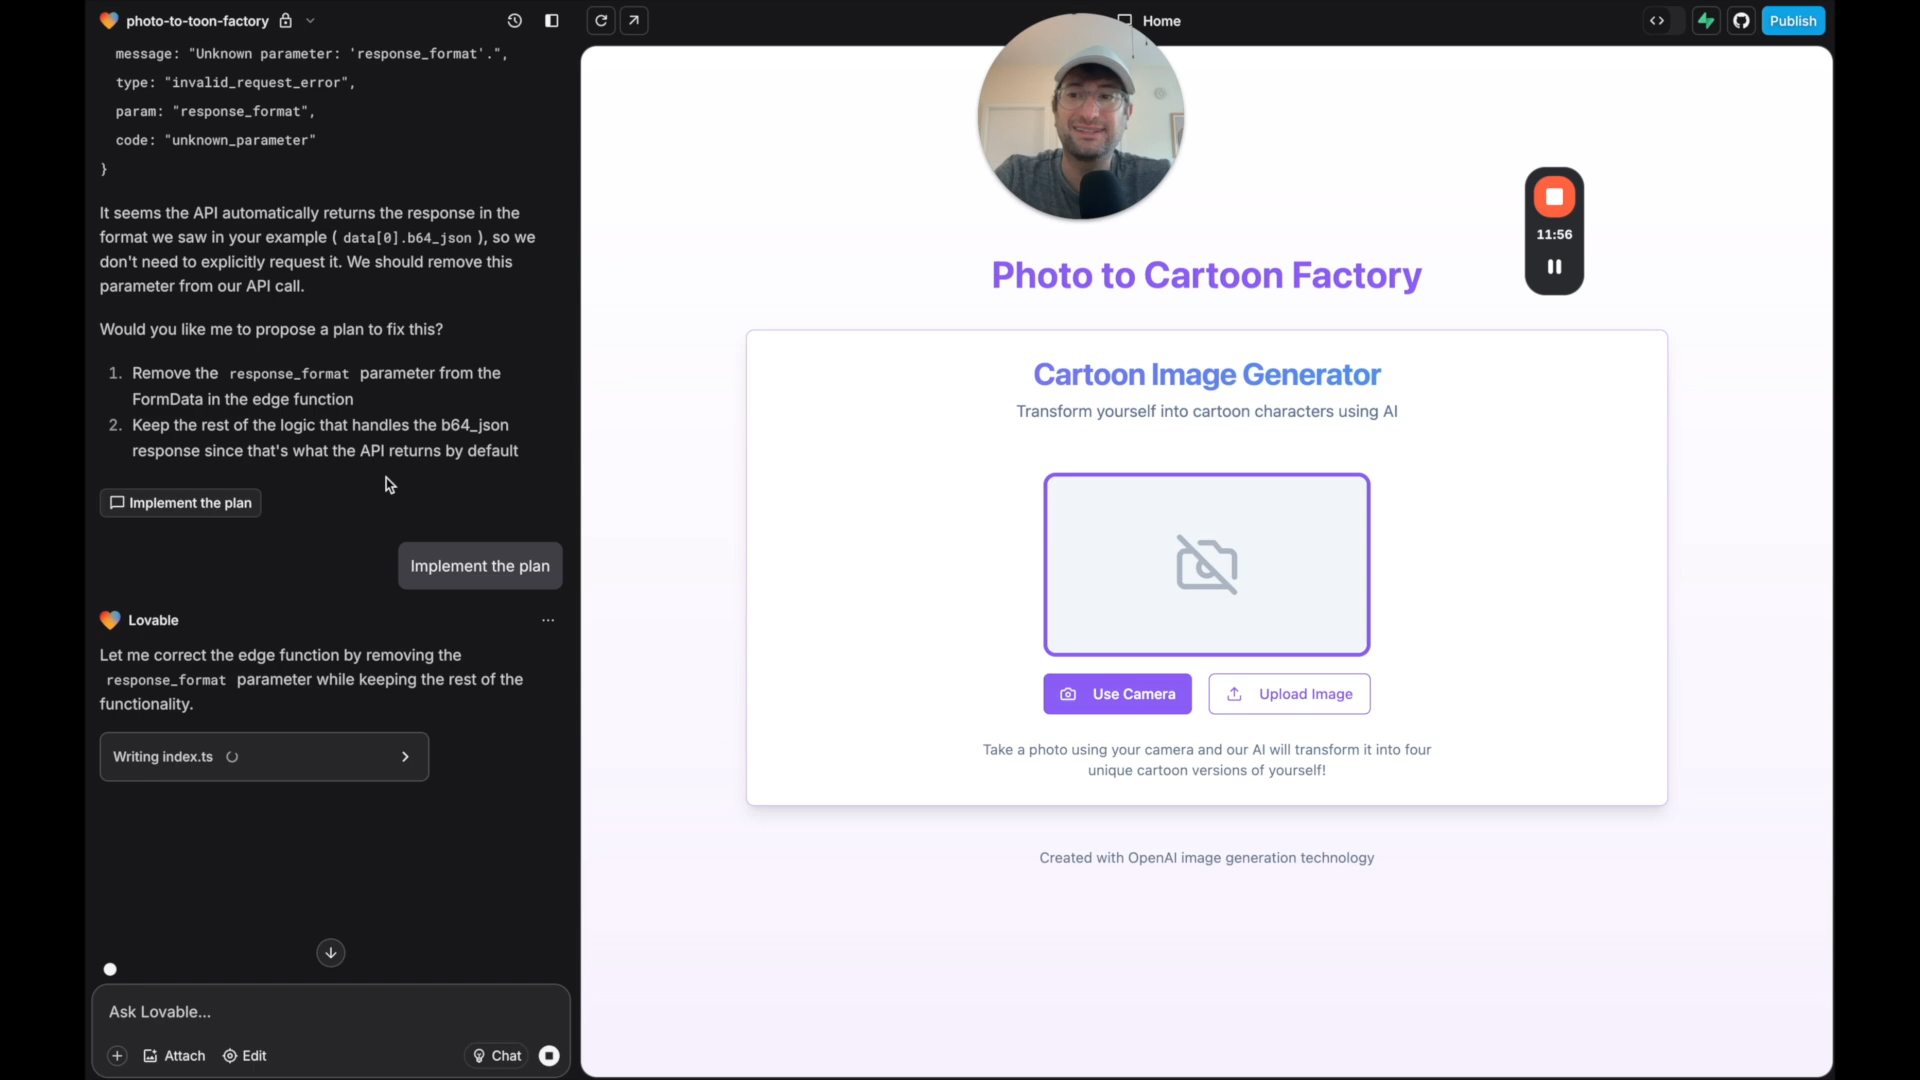 photo-to-toon-factory
message: "Unknown parameter: 'response_format'.",
type: "invalid_request_error",
param: "response_format",
code: "unknown_parameter"
}
It seems the API automatically returns the response in the
format we saw in your example ( data[0].b64_json ), so we
don't need to explicitly request it. We should remove this
parameter from our API call.
Would you like me to propose a plan to fix this?
1. Remove the response_format parameter from the
FormData in the edge function
2. Keep the rest of the logic that handles the b64_json
response since that's what the API returns by default
Implement the plan
Implement the plan
Lovable
Let me correct the edge function by removing the
response_format parameter while keeping the rest of the
functionality.
Writing index.ts
Ask Lovable...
Attach
Edit
Chat
Home
Publish
11:56
Photo to Cartoon Factory
Cartoon Image Generator
Transform yourself into cartoon characters using AI
Use Camera
Upload Image
Take a photo using your camera and our AI will transform it into four
unique cartoon versions of yourself!
Created with OpenAI image generation technology